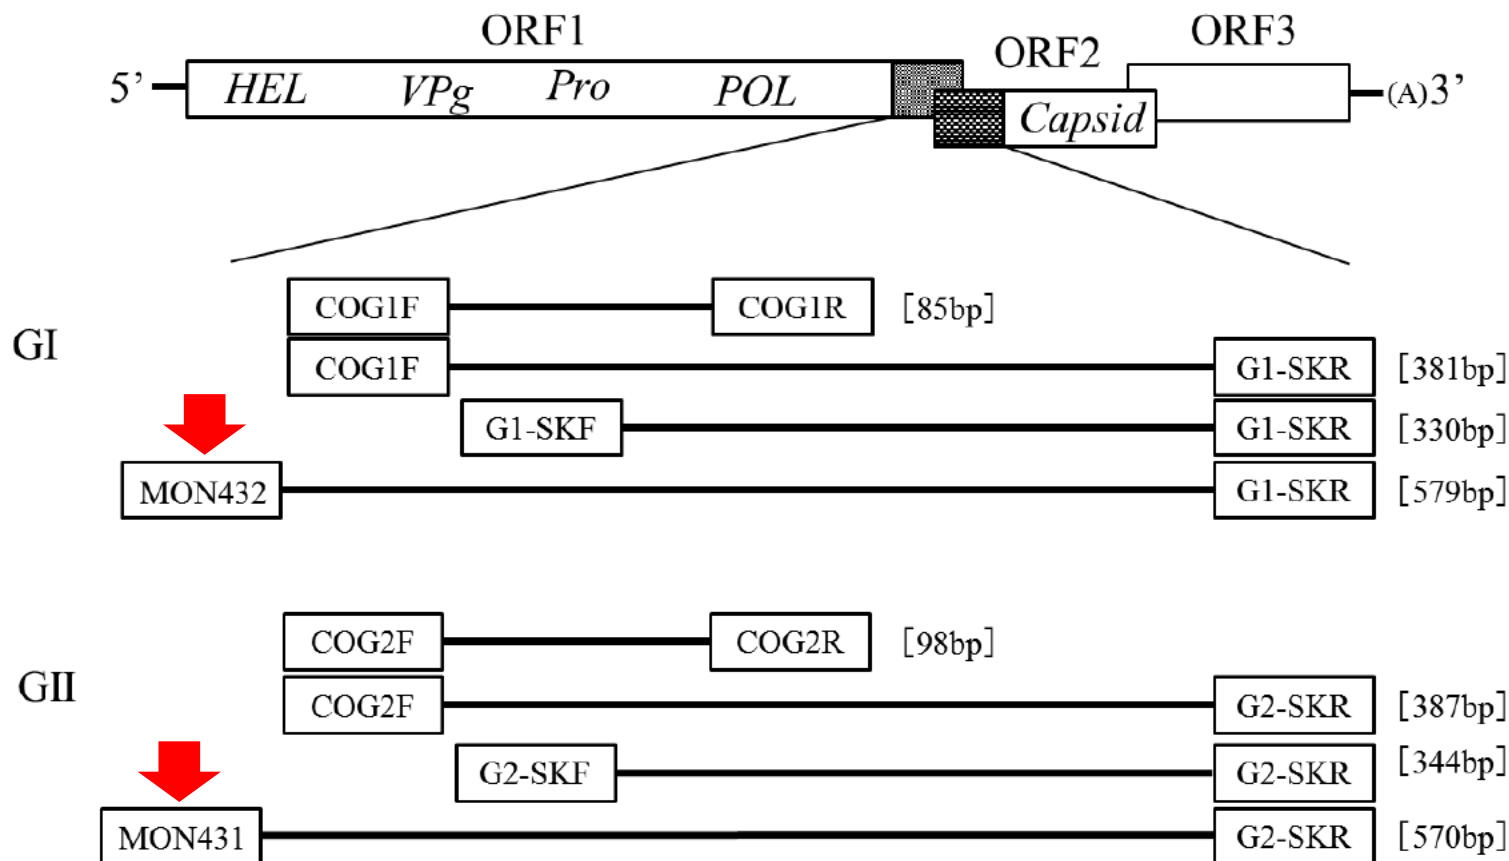 ORF1 ORF2 ORF3
5’ HEL VPg Pro POL Capsid (A)3’
GI
COG1F COG1R [85bp]
COG1F G1-SKR [381bp]
G1-SKF G1-SKR [330bp]
MON432 G1-SKR [579bp]
GII
COG2F COG2R [98bp]
COG2F G2-SKR [387bp]
G2-SKF G2-SKR [344bp]
MON431 G2-SKR [570bp]